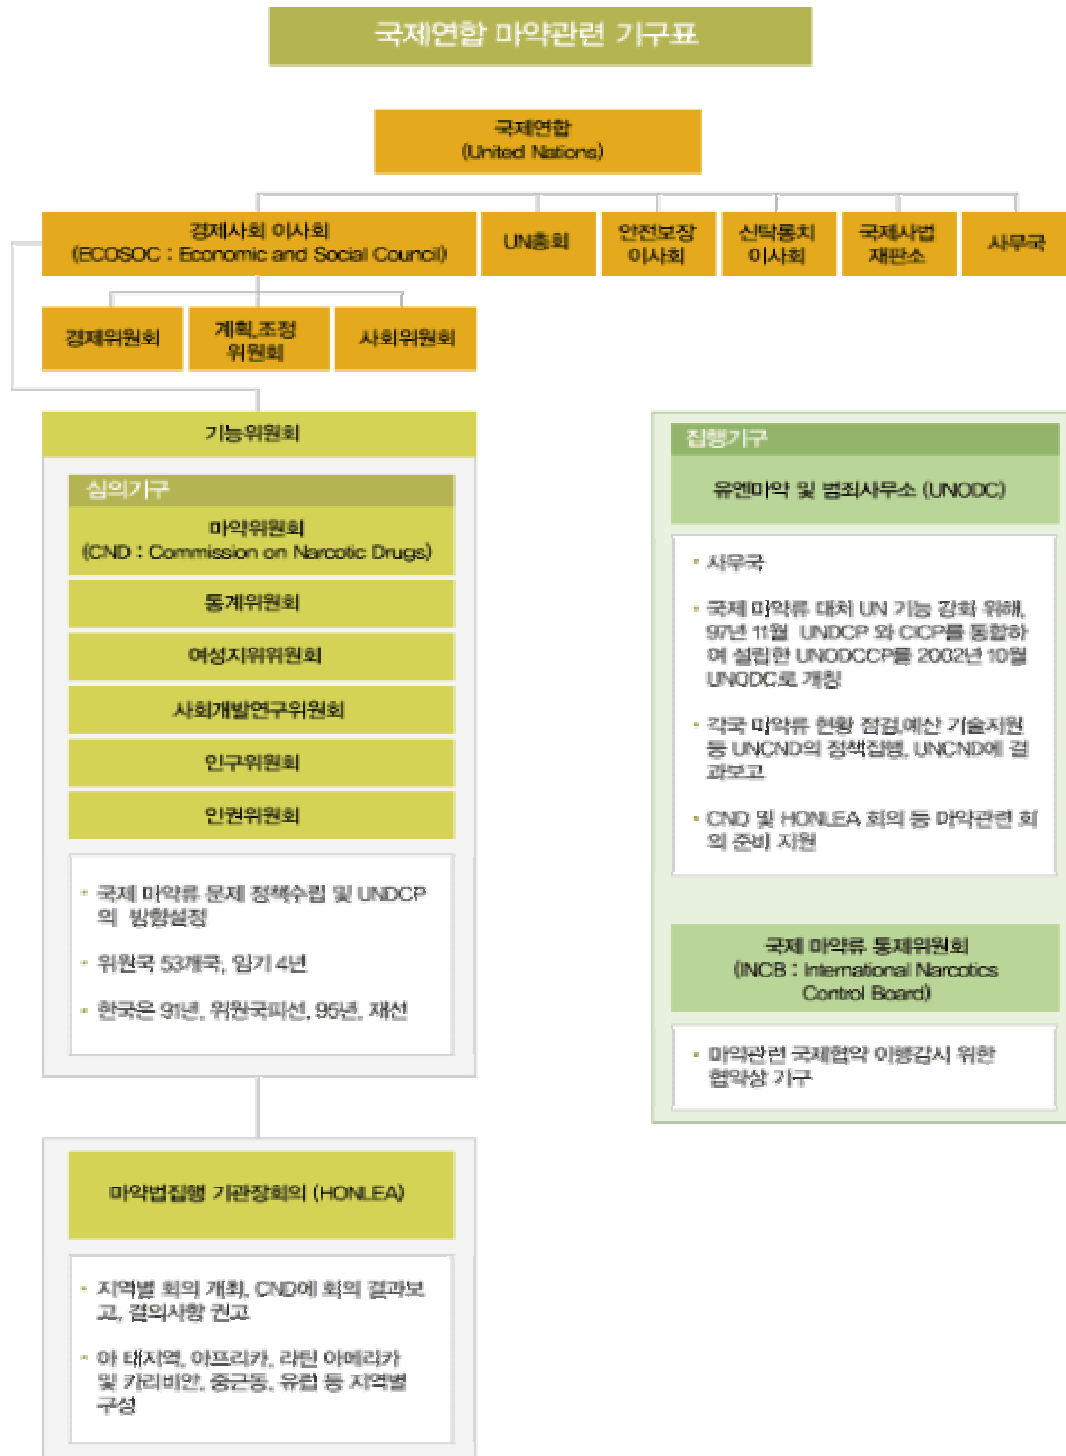 국제연합 마약관련 기구표
국제연합
(United Nations)
경제사회 이사회
(ECOSOC : Economic and Social Council)
UN총회
안전보장
이사회
신탁통치
이사회
국제사법
재판소
사무국
경제위원회
계획,조정
위원회
사회위원회
기능위원회
심의기구
마약위원회
(CND : Commission on Narcotic Drugs)
통계위원회
여성지위위원회
사회개발연구위원회
인구위원회
인권위원회
국제 마약류 문제 정책수립 및 UNDCP
의 방향설정
위원국 53개국, 임기 4년
한국은 91년, 위원국피선, 95년, 재선
마약법집행 기관장회의 (HONLEA)
지역별 회의 개최, CND에 회의 결과보
고, 결의사항 권고
아 태지역, 아프리카, 라틴 아메리카
및 카리비안, 중근동, 유럽 등 지역별
구성
집행기구
유엔마약 및 범죄사무소 (UNODC)
사무국
국제 마약류 대처 UN 기능 강화 위해,
97년 11월 UNDCP 와 CICP를 통합하
여 설립한 UNODCCP를 2002년 10월
UNODC로 개칭
각국 마약류 현황 점검,예산 기술지원
등 UNCND의 정책집행, UNCND에 결
과보고
CND 및 HONLEA 회의 등 마약관련 회
의 준비 지원
국제 마약류 통제위원회
(INCB : International Narcotics
Control Board)
마약관련 국제협약 이행감시 위한
협약상 기구